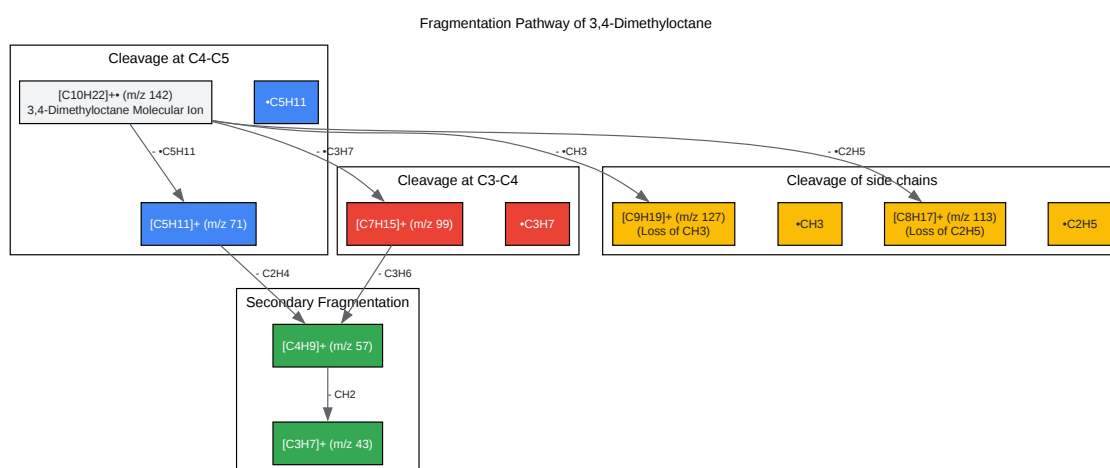 Fragmentation Pathway of 3,4-Dimethyloctane
Cleavage at C4-C5
[C10H22]+• (m/z 142)
3,4-Dimethyloctane Molecular Ion
•C5H11
- •C5H11
- •C3H7
- •CH3
- •C2H5
Cleavage at C3-C4
Cleavage of side chains
[C5H11]+ (m/z 71)
[C7H15]+ (m/z 99)
•C3H7
[C9H19]+ (m/z 127)
(Loss of CH3)
•CH3
[C8H17]+ (m/z 113)
(Loss of C2H5)
•C2H5
- C2H4
- C3H6
Secondary Fragmentation
[C4H9]+ (m/z 57)
- CH2
[C3H7]+ (m/z 43)